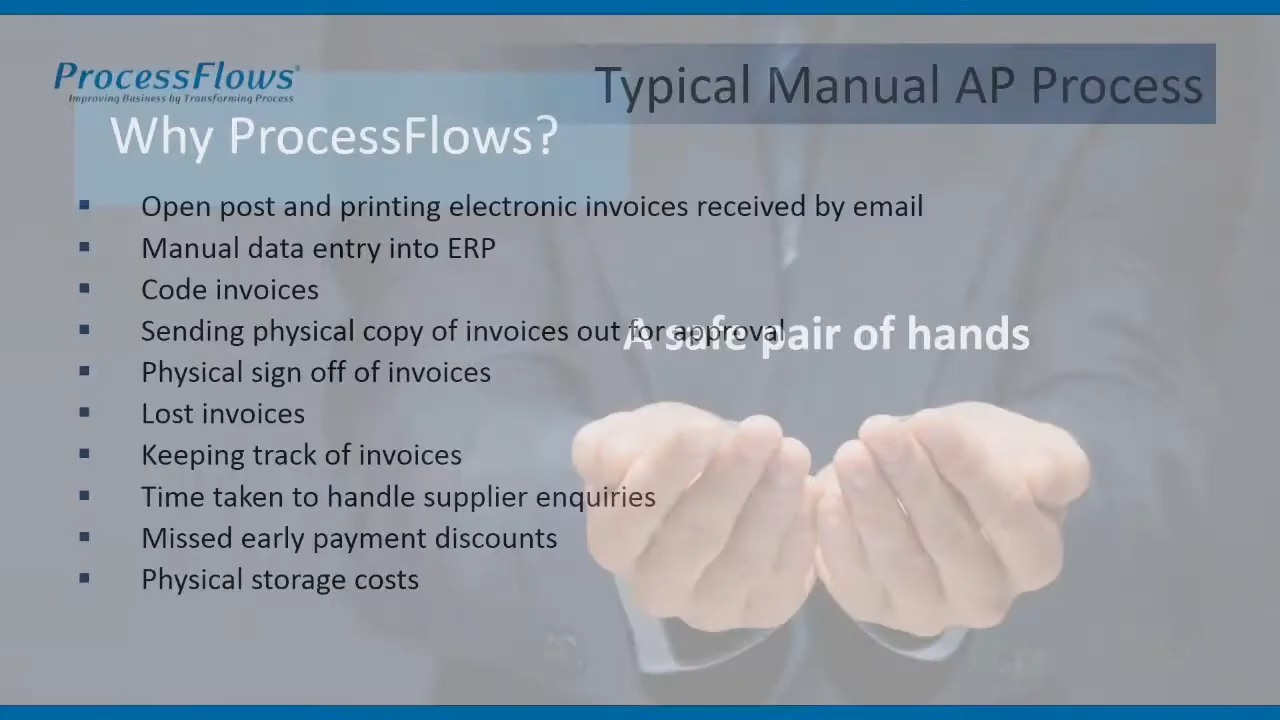 ProcessFlows
Improving Business by Transforming Process
Typical Manual AP Process
Why ProcessFlows?
Open post and printing electronic invoices received by email
Manual data entry into ERP
Code invoices
Sending physical copy of invoices out for approval
A safe pair of hands
Physical sign off of invoices
Lost invoices
Keeping track of invoices
Time taken to handle supplier enquiries
Missed early payment discounts
Physical storage costs